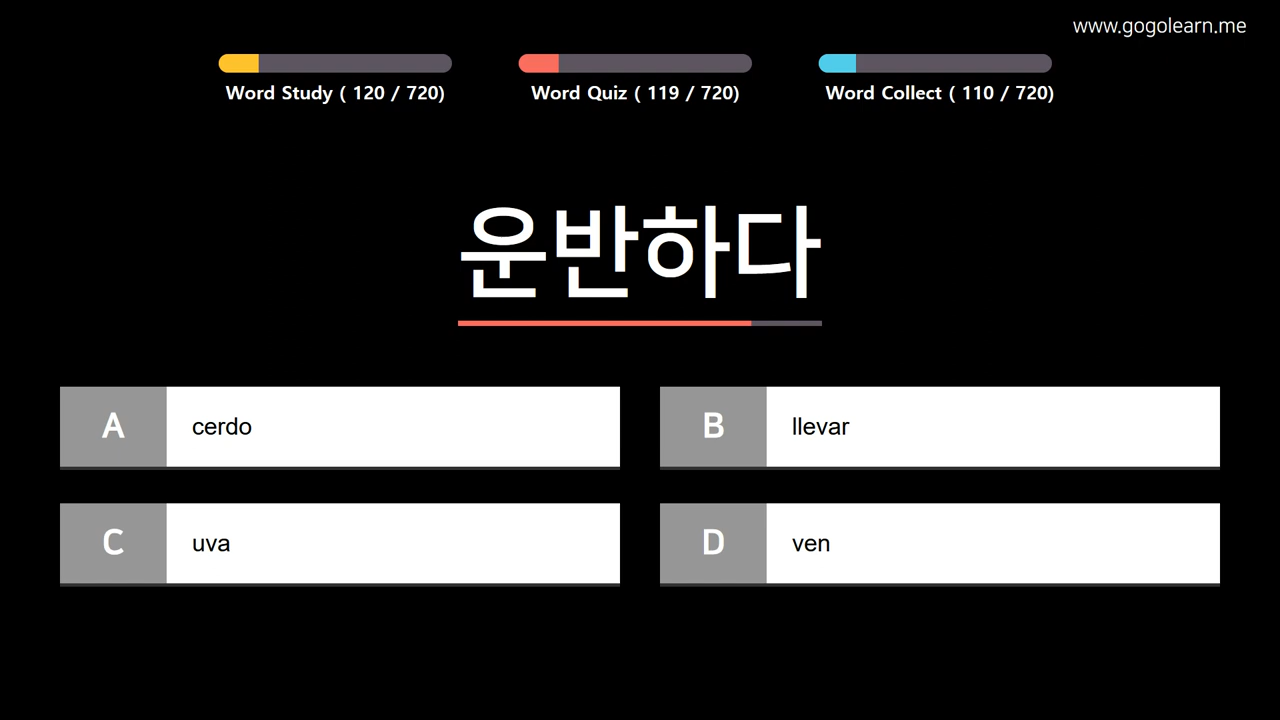 www.gogolearn.me
Word Study ( 120 / 720)
Word Quiz ( 119 / 720)
Word Collect ( 110 / 720)
운반하다
A cerdo
B llevar
C uva
D ven